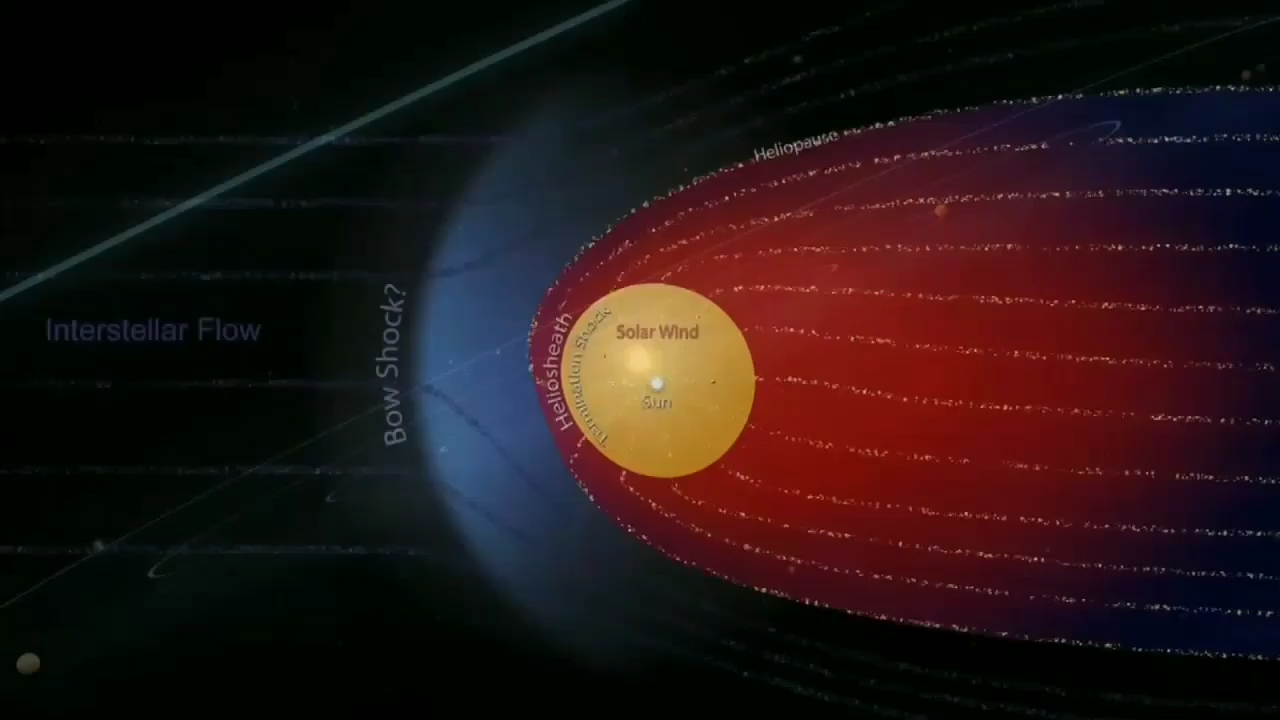 Heliopause
Interstellar Flow
Bow Shock?
Heliosheath
Termination Shock
Solar Wind
Sun